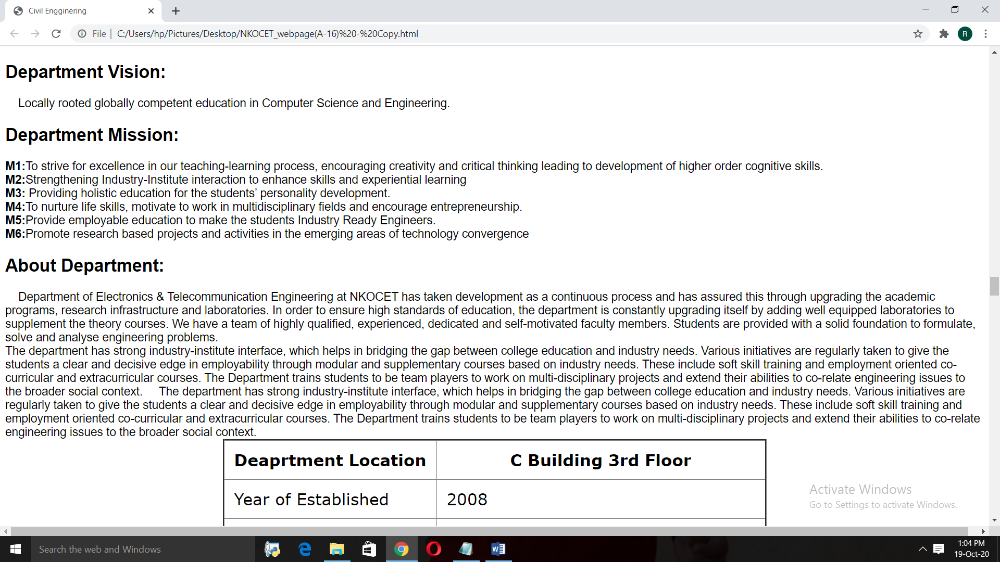 Civil Engginering
File
C:/Users/hp/Pictures/Desktop/NKOCET_webpage(A-16)%20-%20Copy.html
R
Department Vision:
Locally rooted globally competent education in Computer Science and Engineering.
Department Mission:
M1:To strive for excellence in our teaching-learning process, encouraging creativity and critical thinking leading to development of higher order cognitive skills.
M2:Strengthening Industry-Institute interaction to enhance skills and experiential learning
M3: Providing holistic education for the students’ personality development.
M4:To nurture life skills, motivate to work in multidisciplinary fields and encourage entrepreneurship.
M5:Provide employable education to make the students Industry Ready Engineers.
M6:Promote research based projects and activities in the emerging areas of technology convergence
About Department:
Department of Electronics & Telecommunication Engineering at NKOCET has taken development as a continuous process and has assured this through upgrading the academic
programs, research infrastructure and laboratories. In order to ensure high standards of education, the department is constantly upgrading itself by adding well equipped laboratories to
supplement the theory courses. We have a team of highly qualified, experienced, dedicated and self-motivated faculty members. Students are provided with a solid foundation to formulate,
solve and analyse engineering problems.
The department has strong industry-institute interface, which helps in bridging the gap between college education and industry needs. Various initiatives are regularly taken to give the
students a clear and decisive edge in employability through modular and supplementary courses based on industry needs. These include soft skill training and employment oriented co-
curricular and extracurricular courses. The Department trains students to be team players to work on multi-disciplinary projects and extend their abilities to co-relate engineering issues to
the broader social context. The department has strong industry-institute interface, which helps in bridging the gap between college education and industry needs. Various initiatives are
regularly taken to give the students a clear and decisive edge in employability through modular and supplementary courses based on industry needs. These include soft skill training and
employment oriented co-curricular and extracurricular courses. The Department trains students to be team players to work on multi-disciplinary projects and extend their abilities to co-relate
engineering issues to the broader social context.
Deaprtment Location C Building 3rd Floor
Year of Established 2008
Activate Windows
Go to Settings to activate Windows.
Search the web and Windows
1:04 PM
19-Oct-20